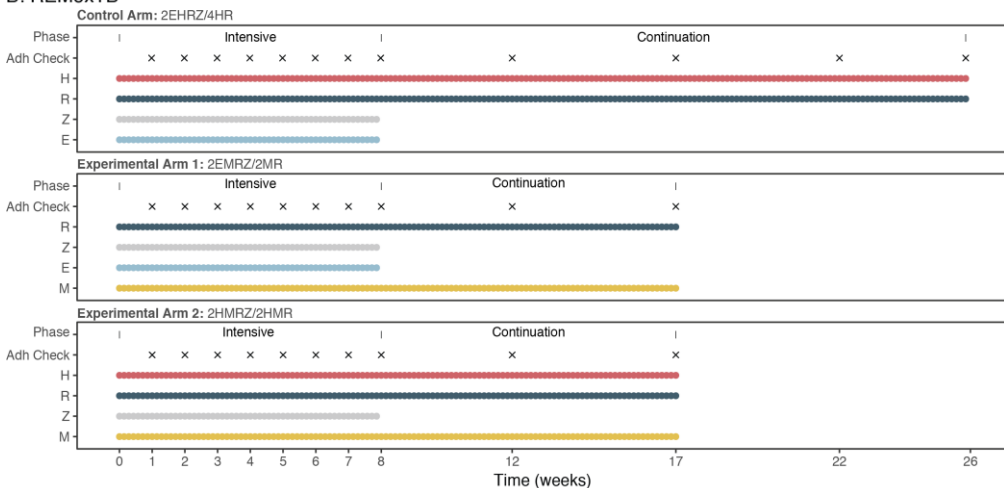 Control Arm: 2EHRZ/4HR
Phase Intensive Continuation
Adh Check
H
R
Z
E
Experimental Arm 1: 2EMRZ/2MR
Phase Intensive Continuation
Adh Check
R
Z
E
M
Experimental Arm 2: 2HMRZ/2HMR
Phase Intensive Continuation
Adh Check
H
R
Z
M
0 1 2 3 4 5 6 7 8 12 17 22 26
Time (weeks)